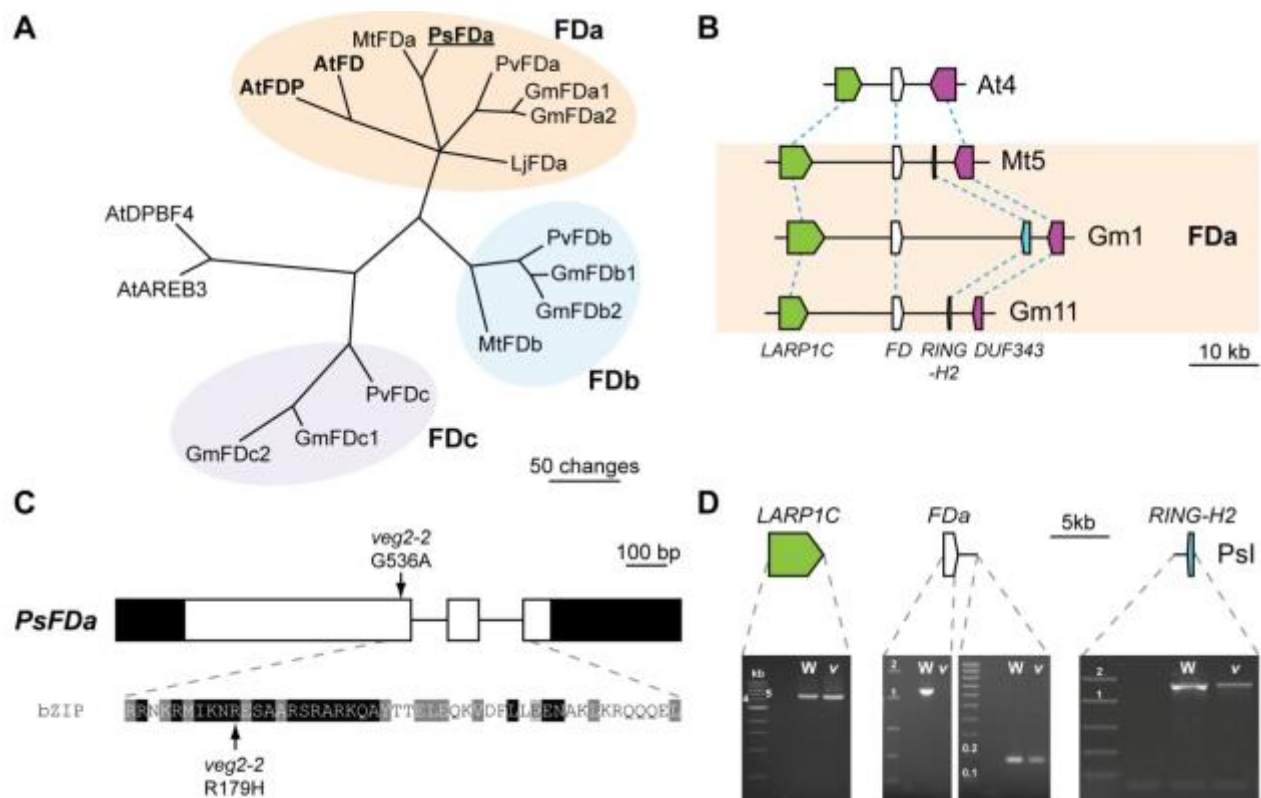 A
FDa
MtFDa
PsFDa
AtFD
PvFDa
AtFDP
GmFDa1
GmFDa2
LjFDa
AtDPBF4
AtAREB3
PvFDb
GmFDb1
GmFDb2
MtFDb
FDb
PvFDc
GmFDc1
GmFDc2
FDc
50 changes
B
At4
Mt5
Gm1
FDa
Gm11
LARP1C FD RING DUF343
-H2
10 kb
C
veg2-2
G536A
100 bp
PsFDa
bZIP
veg2-2
R179H
D
LARP1C FDa 5kb RING-H2
PsI
kb W v
4 5
2 W v
1
W v
0.2
0.1
W v
2
1